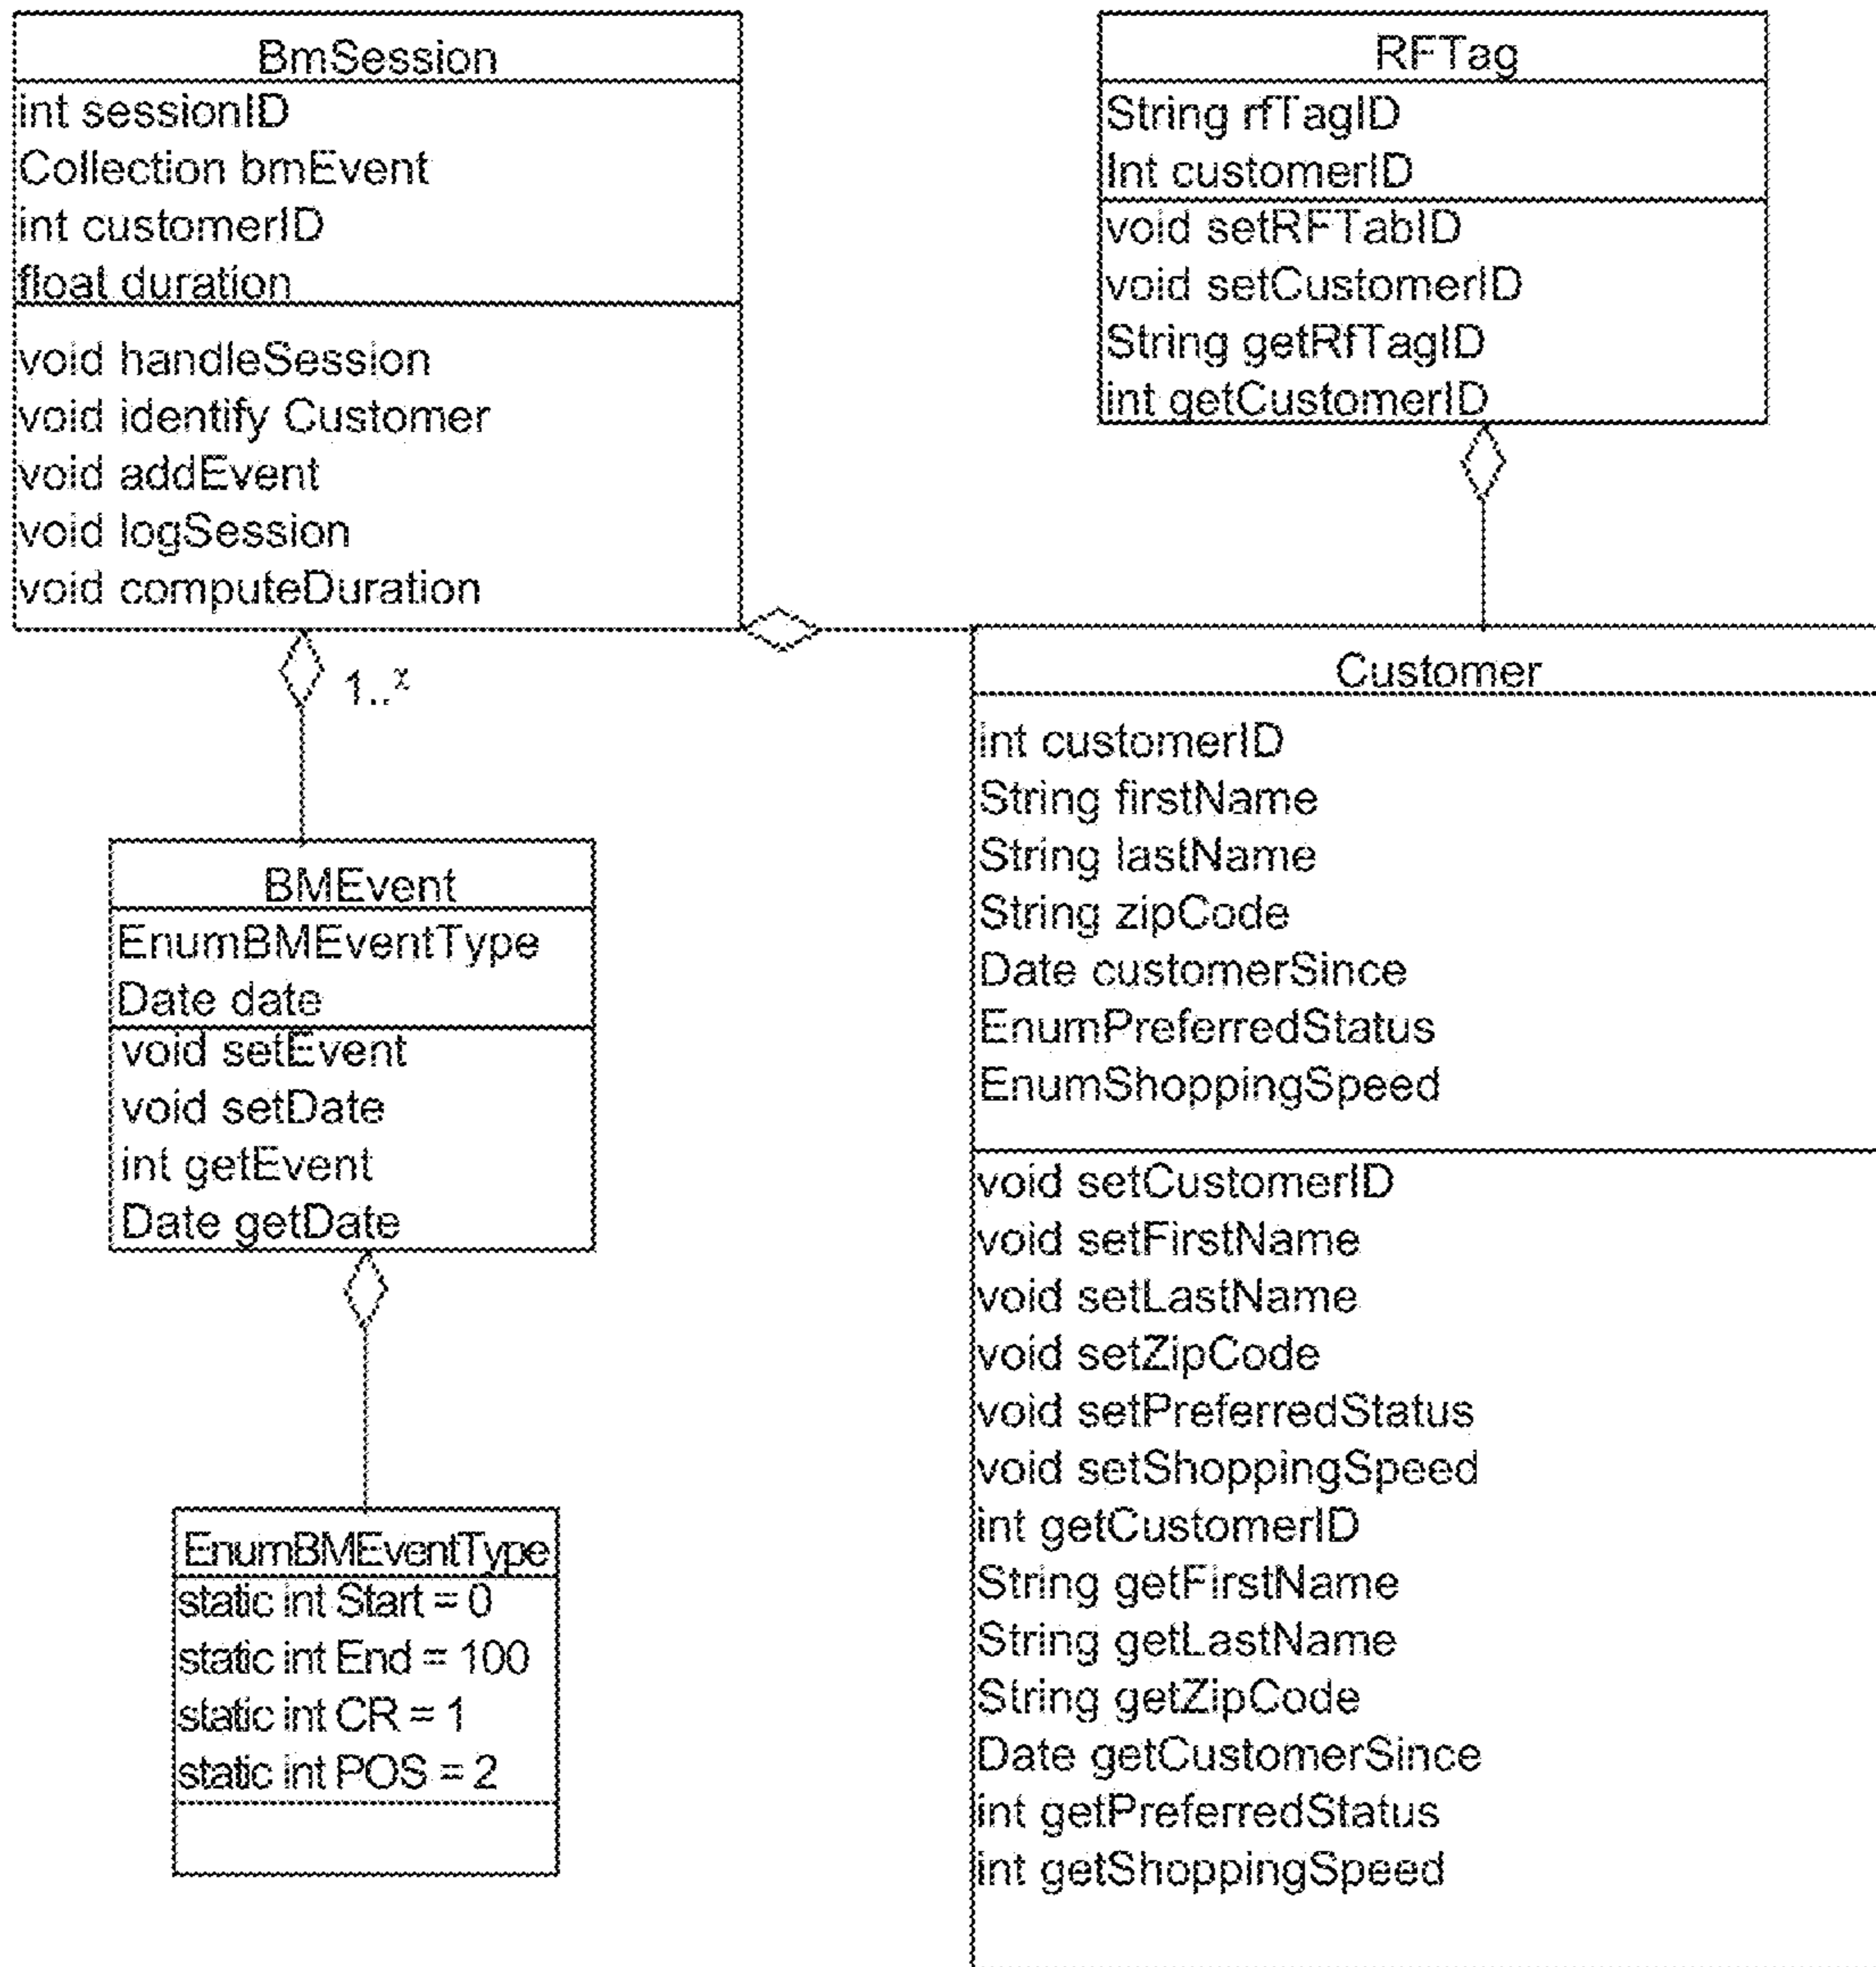 BmSession
int sessionID
Collection bmEvent
int customerID
float duration
void handleSession
void identify Customer
void addEvent
void logSession
void computeDuration
1..x
BMEvent
EnumBMEventType
Date date
void setEvent
void setDate
int getEvent
Date getDate
EnumBMEventType
static int Start = 0
static int End = 100
static int CR = 1
static int POS = 2
RFTag
String rfTagID
Int customerID
void setRFTabID
void setCustomerID
String getRfTagID
int getCustomerID
Customer
int customerID
String firstName
String lastName
String zipCode
Date customerSince
EnumPreferredStatus
EnumShoppingSpeed
void setCustomerID
void setFirstName
void setLastName
void setZipCode
void setPreferredStatus
void setShoppingSpeed
int getCustomerID
String getFirstName
String getLastName
String getZipCode
Date getCustomerSince
int getPreferredStatus
int getShoppingSpeed